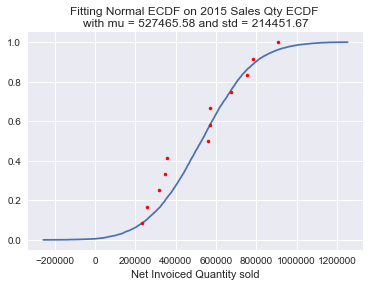 Fitting Normal ECDF on 2015 Sales Qty ECDF
with mu = 527465.58 and std = 214451.67
1.0
0.8
0.6
0.4
0.2
0.0
−200000 0 200000 400000 600000 800000 1000000 1200000
Net Invoiced Quantity sold